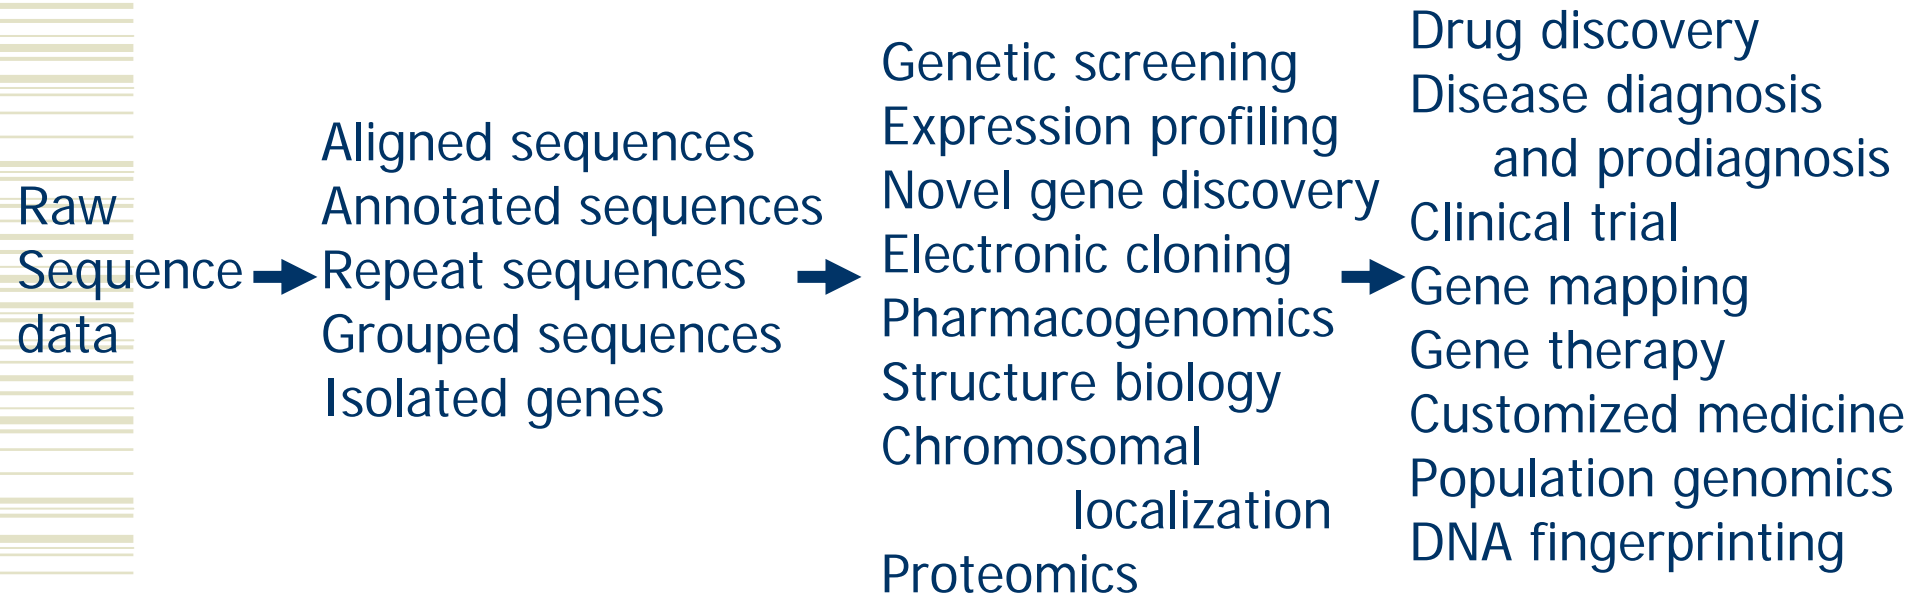 Raw
Sequence
data
Aligned sequences
Annotated sequences
Repeat sequences
Grouped sequences
Isolated genes
Genetic screening
Expression profiling
Novel gene discovery
Electronic cloning
Pharmacogenomics
Structure biology
Chromosomal
localization
Proteomics
Drug discovery
Disease diagnosis
and prodiagnosis
Clinical trial
Gene mapping
Gene therapy
Customized medicine
Population genomics
DNA fingerprinting